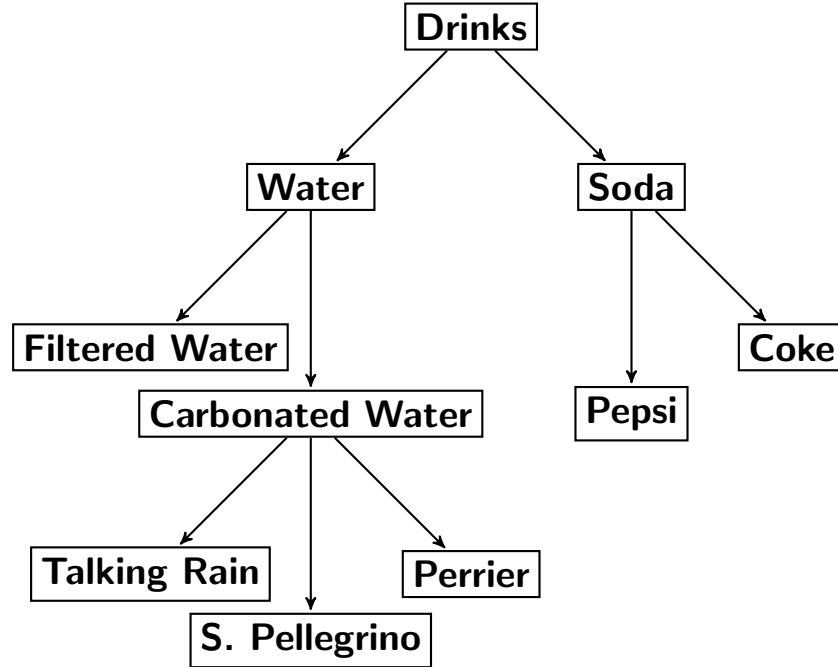 Drinks
Water
Soda
Filtered Water
Coke
Carbonated Water
Pepsi
Talking Rain
Perrier
S. Pellegrino